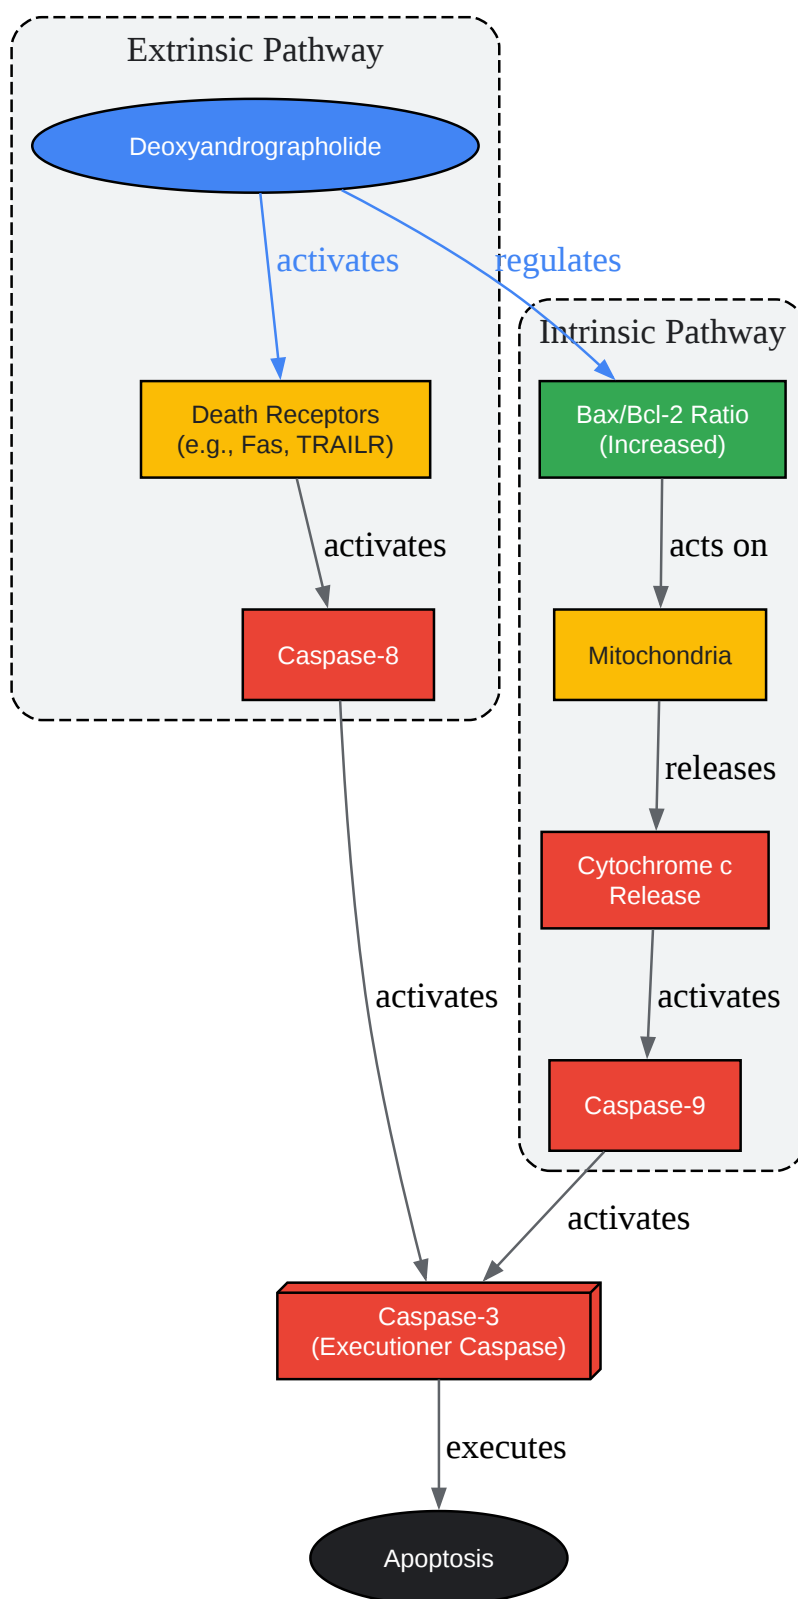 Extrinsic Pathway
Deoxyandrographolide
activates
regulates
Intrinsic Pathway
Death Receptors
(e.g., Fas, TRAILR)
Bax/Bcl-2 Ratio
(Increased)
activates
acts on
Caspase-8
Mitochondria
releases
Cytochrome c
Release
activates
activates
Caspase-9
activates
Caspase-3
(Executioner Caspase)
executes
Apoptosis